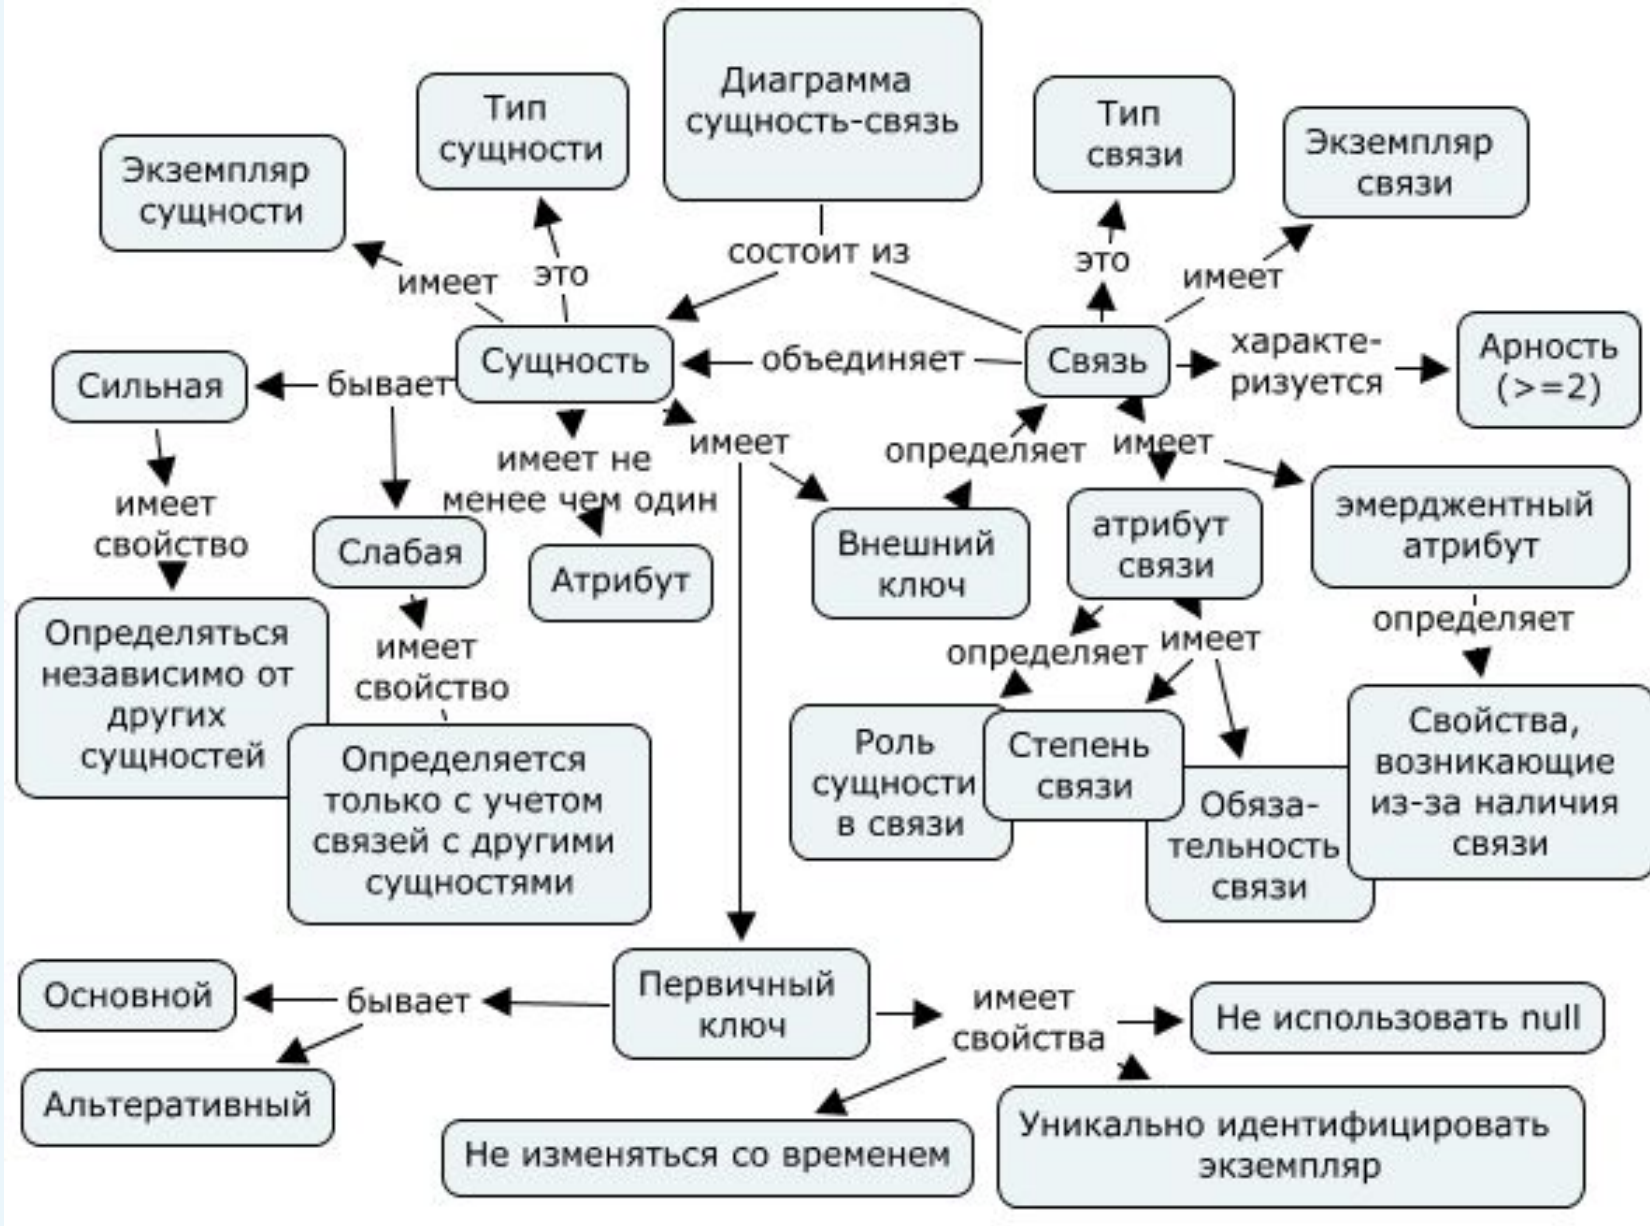 Диаграмма
сущность-связь
Тип
сущности
Тип
связи
Экземпляр
сущности
Экземпляр
связи
состоит из
имеет
это
это
имеет
Сущность
объединяет
Связь
характе-
ризуется
Арность
(>=2)
Сильная
бывает
имеет не
менее чем один
имеет
определяет
имеет
имеет
свойство
Слабая
Атрибут
Внешний
ключ
атрибут
связи
эмерджентный
атрибут
Определяться
независимо от
других
сущностей
имеет
свойство
определяет
имеет
определяет
Определяется
только с учетом
связей с другими
сущностями
Роль
сущности
в связи
Степень
связи
Обяза-
тельность
связи
Свойства,
возникающие
из-за наличия
связи
Основной
бывает
Первичный
ключ
имеет
свойства
Не использовать null
Альтеративный
Не изменяться со временем
Уникально идентифицировать
экземпляр